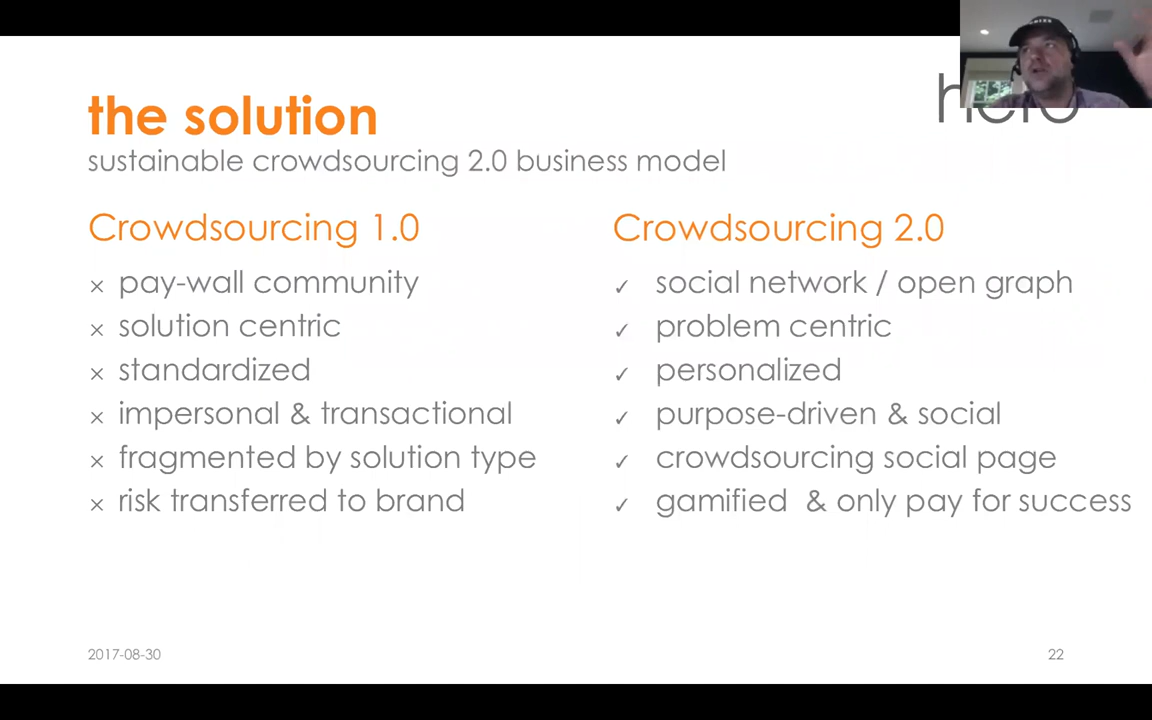 the solution
sustainable crowdsourcing 2.0 business model
Crowdsourcing 1.0
× pay-wall community
× solution centric
× standardized
× impersonal & transactional
× fragmented by solution type
× risk transferred to brand
Crowdsourcing 2.0
✓ social network / open graph
✓ problem centric
✓ personalized
✓ purpose-driven & social
✓ crowdsourcing social page
✓ gamified & only pay for success
2017-08-30
22